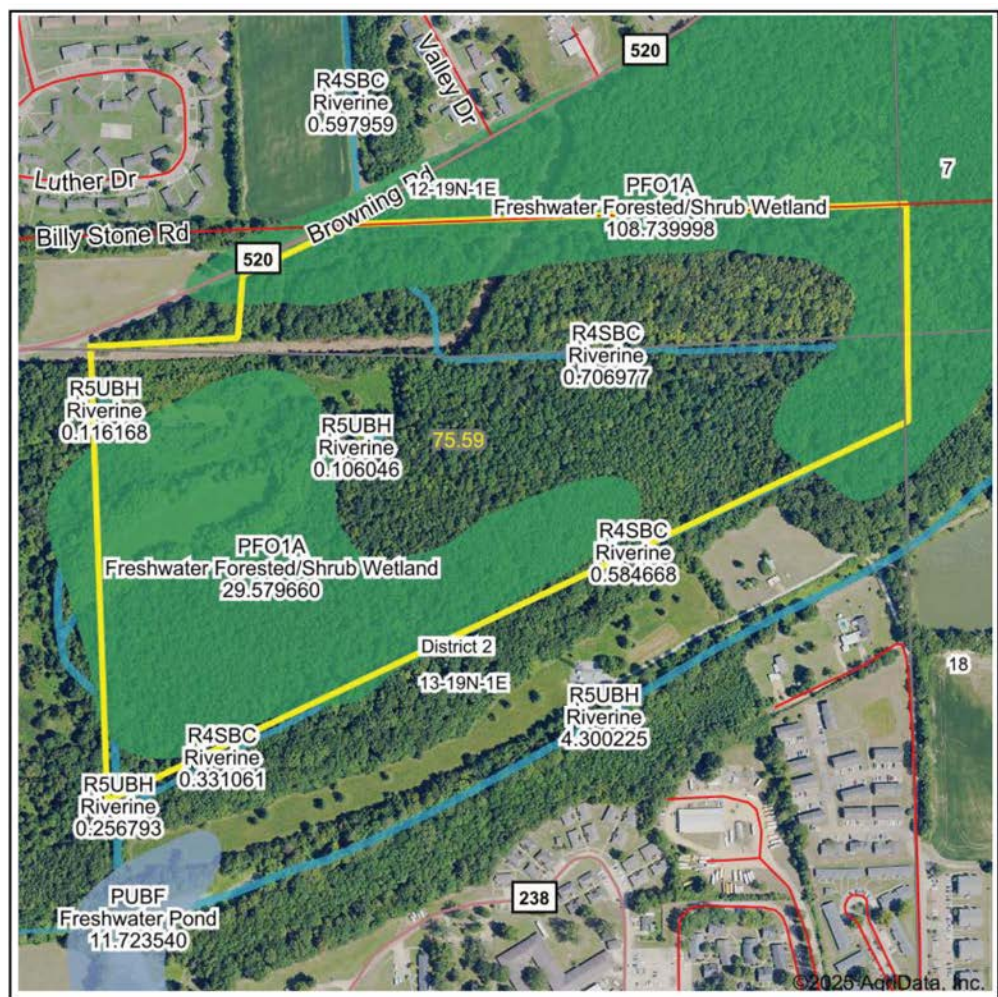 520
Valley Dr
R4SBC
Riverine
0.597959
Luther Dr
7
12-19N-1E
PFO1A
Freshwater Forested/Shrub Wetland
108.739998
Browning Rd
Billy Stone Rd
520
R4SBC
Riverine
0.706977
R5UBH
Riverine
0.116168
R5UBH
Riverine
0.106046
75.59
PFO1A
Freshwater Forested/Shrub Wetland
29.579660
R4SBC
Riverine
0.584668
District 2
13-19N-1E
18
R5UBH
Riverine
4.300225
R4SBC
Riverine
0.331061
R5UBH
Riverine
0.256793
PUBF
Freshwater Pond
11.723540
238
©2025 AgriData, Inc.